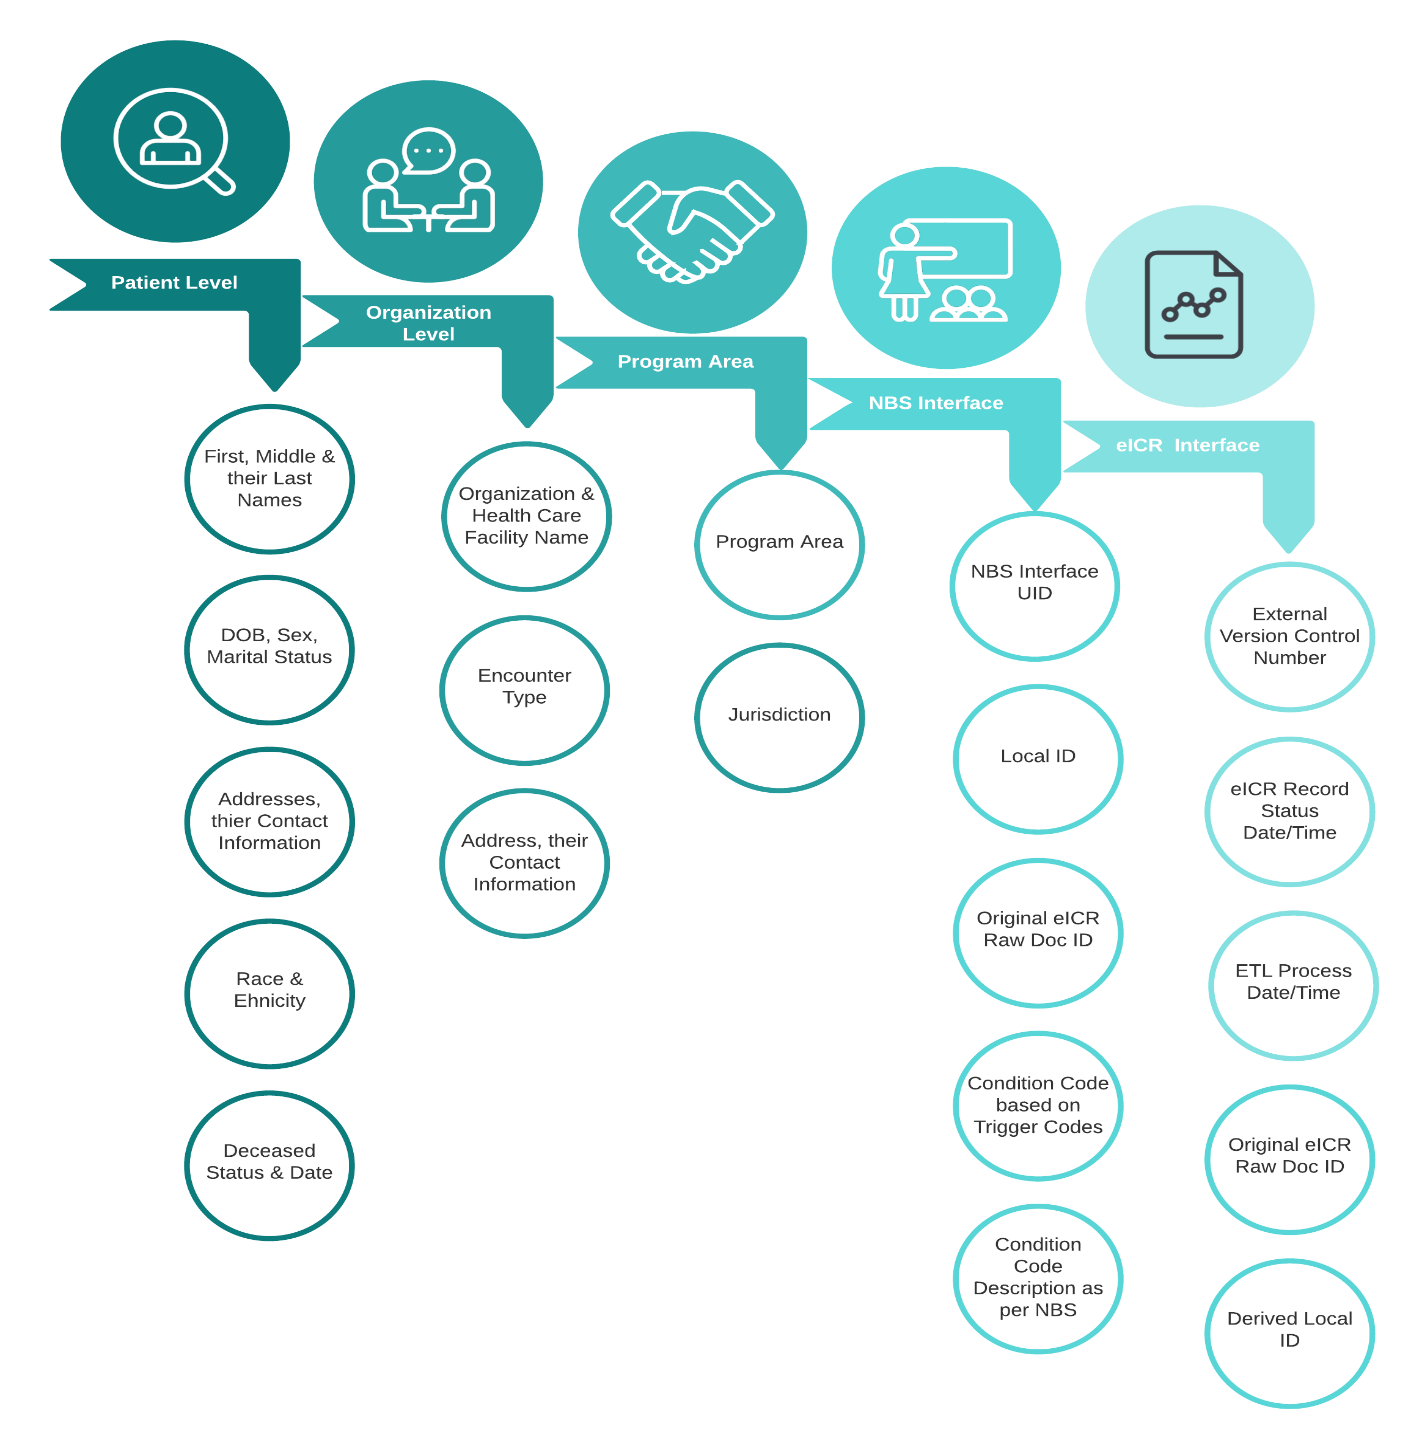 Patient Level
First, Middle &
their Last
Names
DOB, Sex,
Marital Status
Addresses,
thier Contact
Information
Race &
Ehnicity
Deceased
Status & Date
Organization
Level
Organization &
Health Care
Facility Name
Encounter
Type
Address, their
Contact
Information
Program Area
Program Area
Jurisdiction
NBS Interface
NBS Interface
UID
Local ID
Original eICR
Raw Doc ID
Condition Code
based on
Trigger Codes
Condition
Code
Description as
per NBS
eICR  Interface
External
Version Control
Number
eICR Record
Status
Date/Time
ETL Process
Date/Time
Original eICR
Raw Doc ID
Derived Local
ID